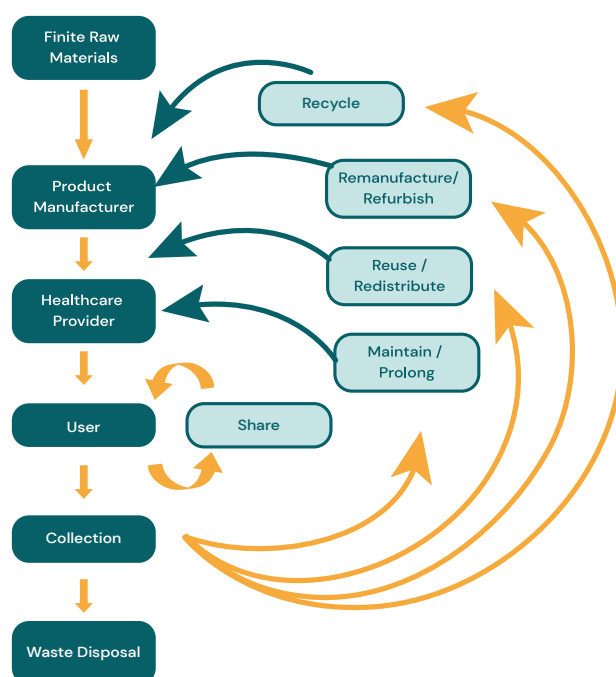 Finite Raw
Materials
Recycle
Product
Manufacturer
Remanufacture/
Refurbish
Reuse /
Redistribute
Healthcare
Provider
Maintain /
Prolong
User
Share
Collection
Waste Disposal